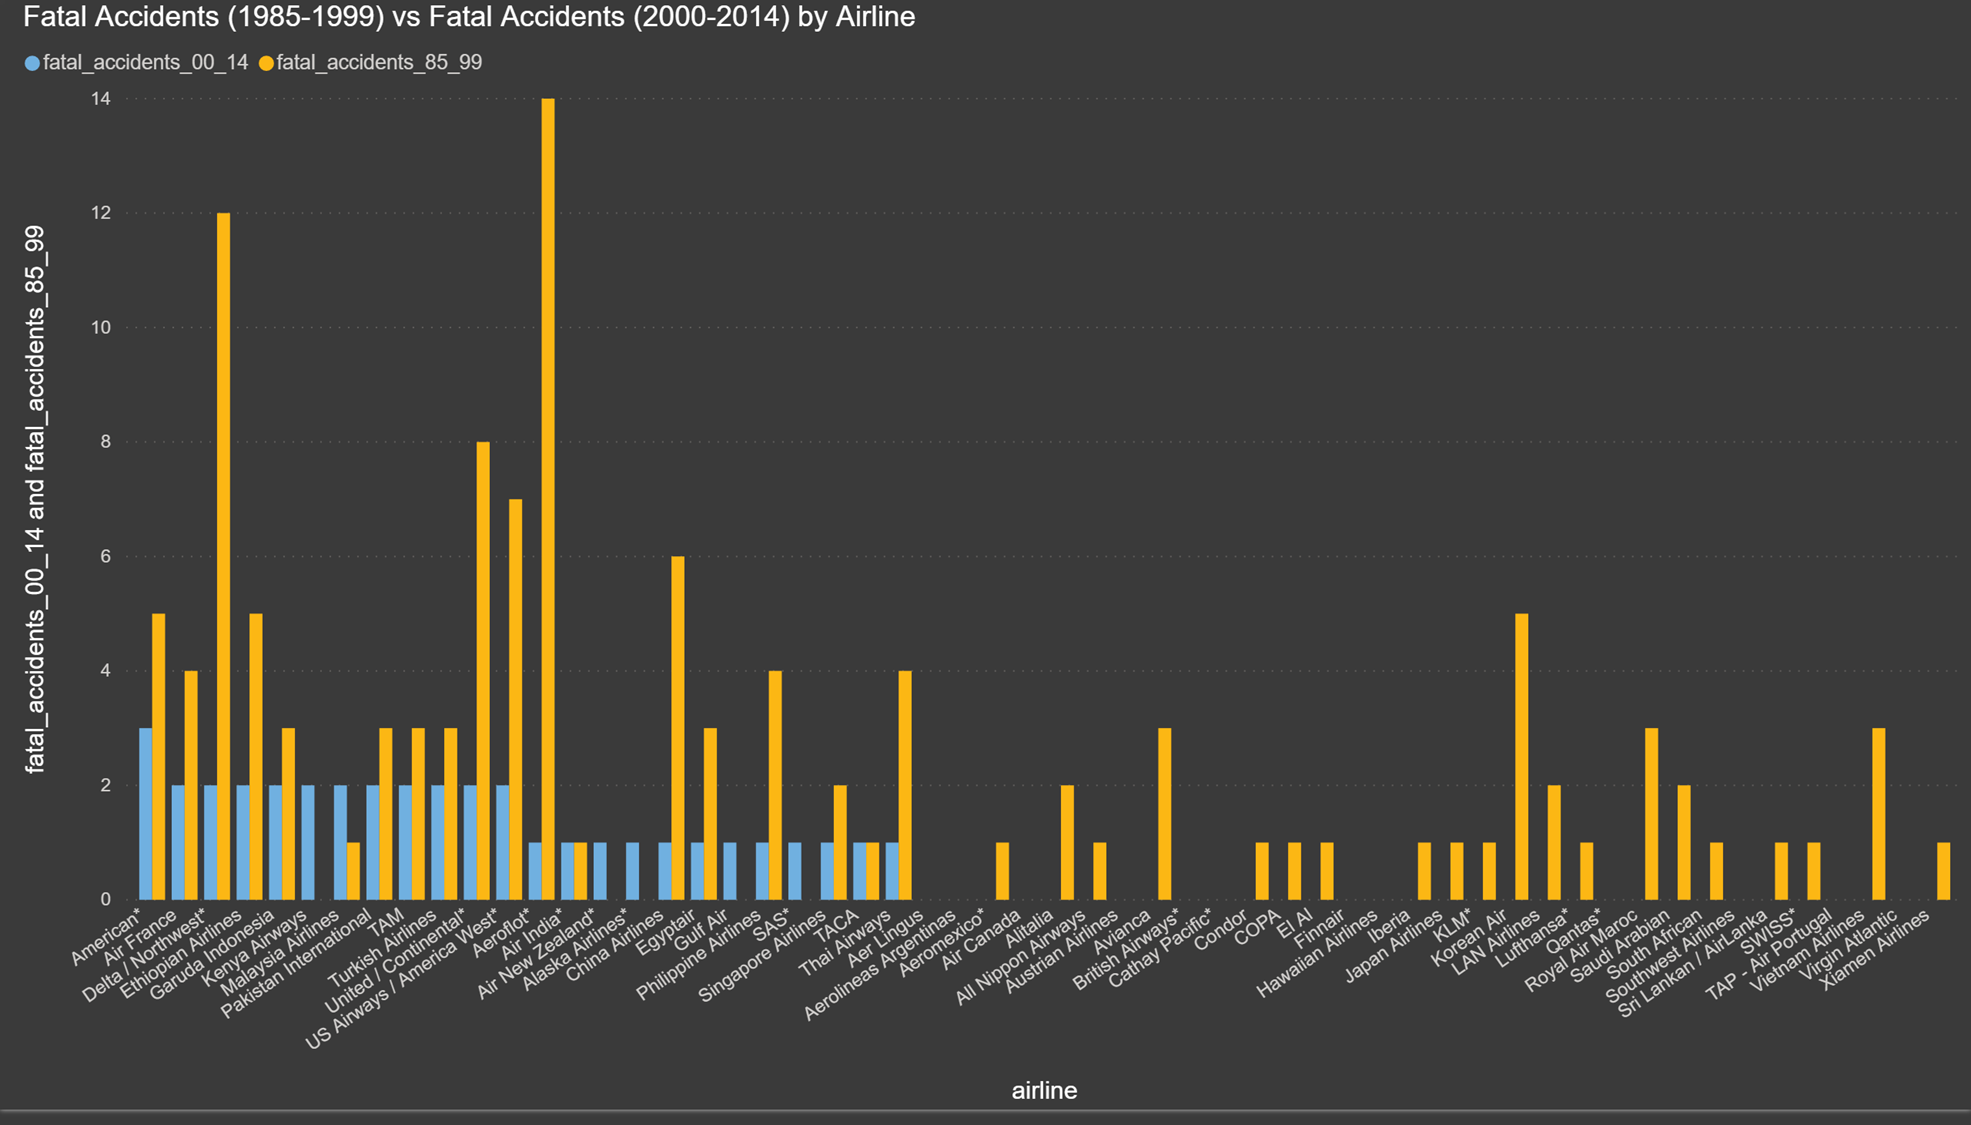 Fatal Accidents (1985-1999) vs Fatal Accidents (2000-2014) by Airline
fatal_accidents_00_14 fatal_accidents_85_99
fatal_accidents_00_14 and fatal_accidents_85_99
14
12
10
8
6
4
2
0
American*
Air France
Delta / Northwest*
Ethiopian Airlines
Garuda Indonesia
Kenya Airways
Malaysia Airlines
Pakistan International
TAM
Turkish Airlines
United / Continental*
US Airways / America West*
Aeroflot*
Air India*
Air New Zealand*
Alaska Airlines*
China Airlines
Egyptair
Gulf Air
Philippine Airlines
SAS*
Singapore Airlines
TACA
Thai Airways
Aer Lingus
Aerolineas Argentinas
Aeromexico*
Air Canada
Alitalia
All Nippon Airways
Austrian Airlines
Avianca
British Airways*
Cathay Pacific*
Condor
COPA
El Al
Finnair
Hawaiian Airlines
Iberia
Japan Airlines
KLM*
Korean Air
LAN Airlines
Lufthansa*
Qantas*
Royal Air Maroc
Saudi Arabian
South African
Southwest Airlines
Sri Lankan / AirLanka
SWISS*
TAP - Air Portugal
Vietnam Airlines
Virgin Atlantic
Xiamen Airlines
airline